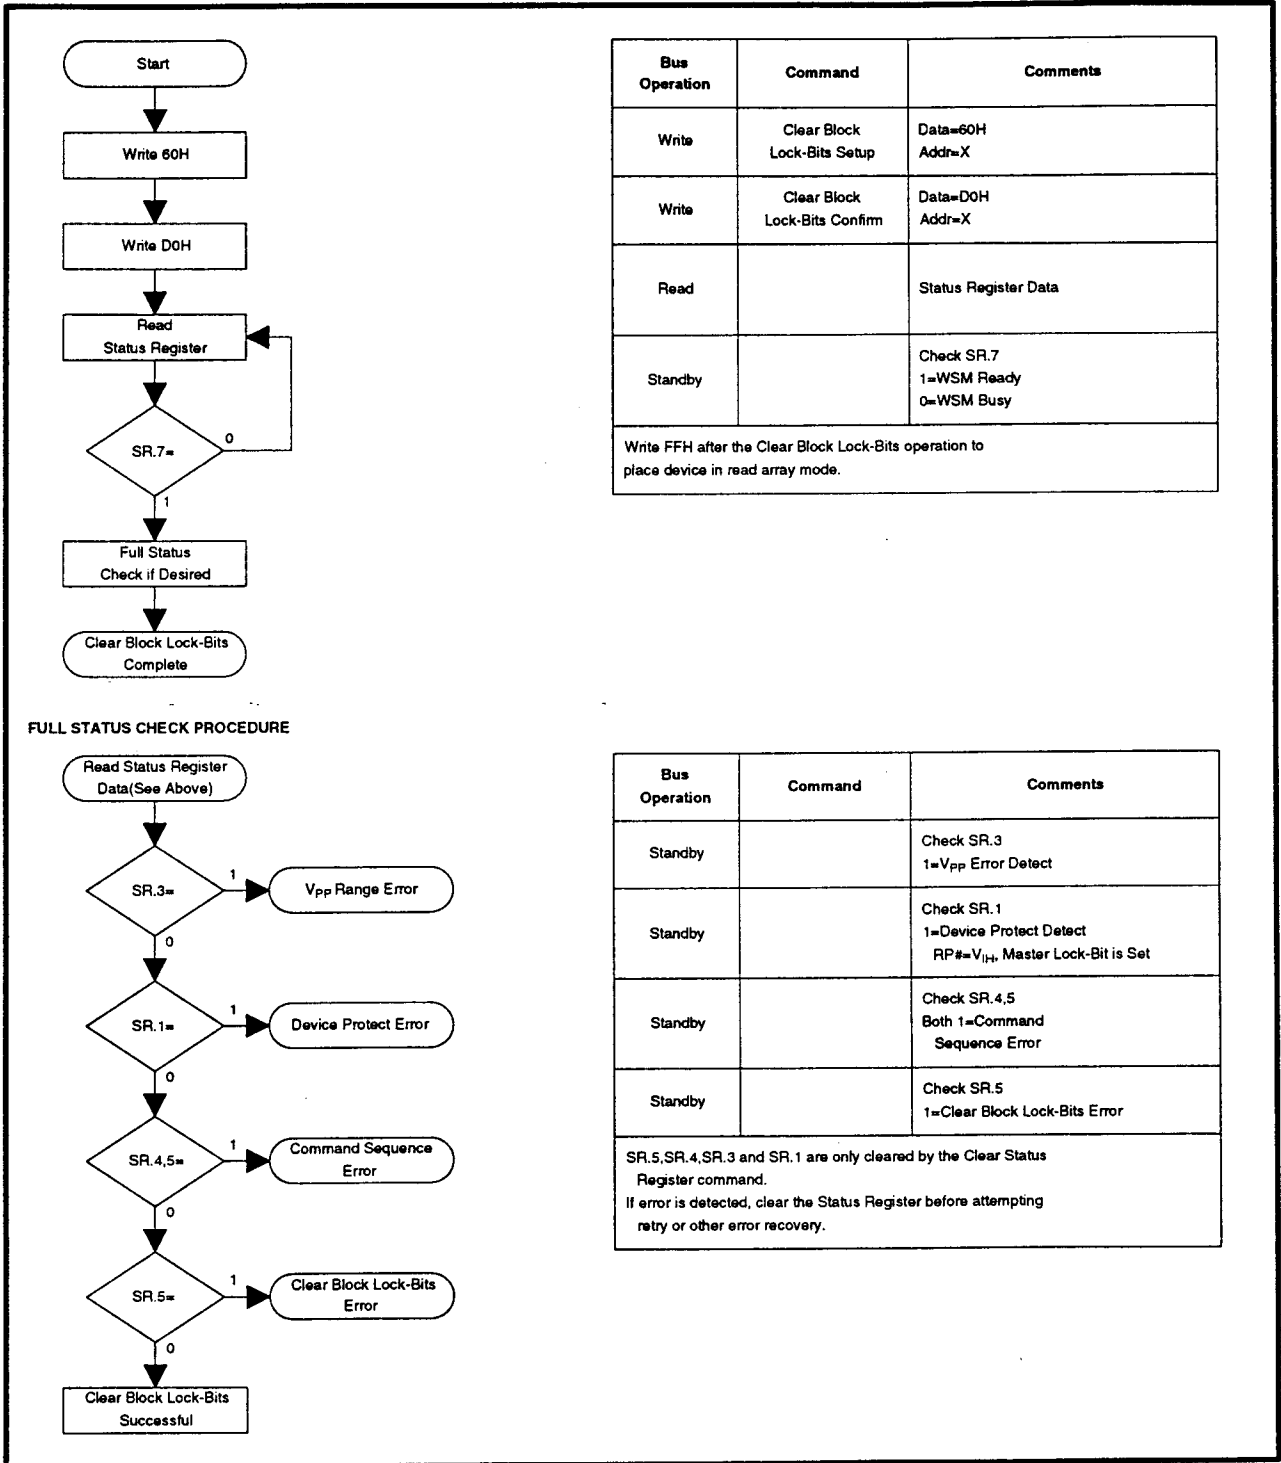 Start
Write 60H
Write D0H
Read
Status Register
SR.7=
0
1
Full Status
Check if Desired
Clear Block Lock-Bits
Complete
Bus
Operation
Command
Comments
Write
Clear Block
Lock-Bits Setup
Data=60H
Addr=X
Write
Clear Block
Lock-Bits Confirm
Data=D0H
Addr=X
Read
Status Register Data
Standby
Check SR.7
1=WSM Ready
0=WSM Busy
Write FFH after the Clear Block Lock-Bits operation to
place device in read array mode.
FULL STATUS CHECK PROCEDURE
Read Status Register
Data(See Above)
SR.3=
1
VPP Range Error
0
SR.1=
1
Device Protect Error
0
SR.4,5=
1
Command Sequence
Error
0
SR.5=
1
Clear Block Lock-Bits
Error
0
Clear Block Lock-Bits
Successful
Bus
Operation
Command
Comments
Standby
Check SR.3
1=VPP Error Detect
Standby
Check SR.1
1=Device Protect Detect
RP#=VIH, Master Lock-Bit is Set
Standby
Check SR.4,5
Both 1=Command
Sequence Error
Standby
Check SR.5
1=Clear Block Lock-Bits Error
SR.5,SR.4,SR.3 and SR.1 are only cleared by the Clear Status
Register command.
If error is detected, clear the Status Register before attempting
retry or other error recovery.